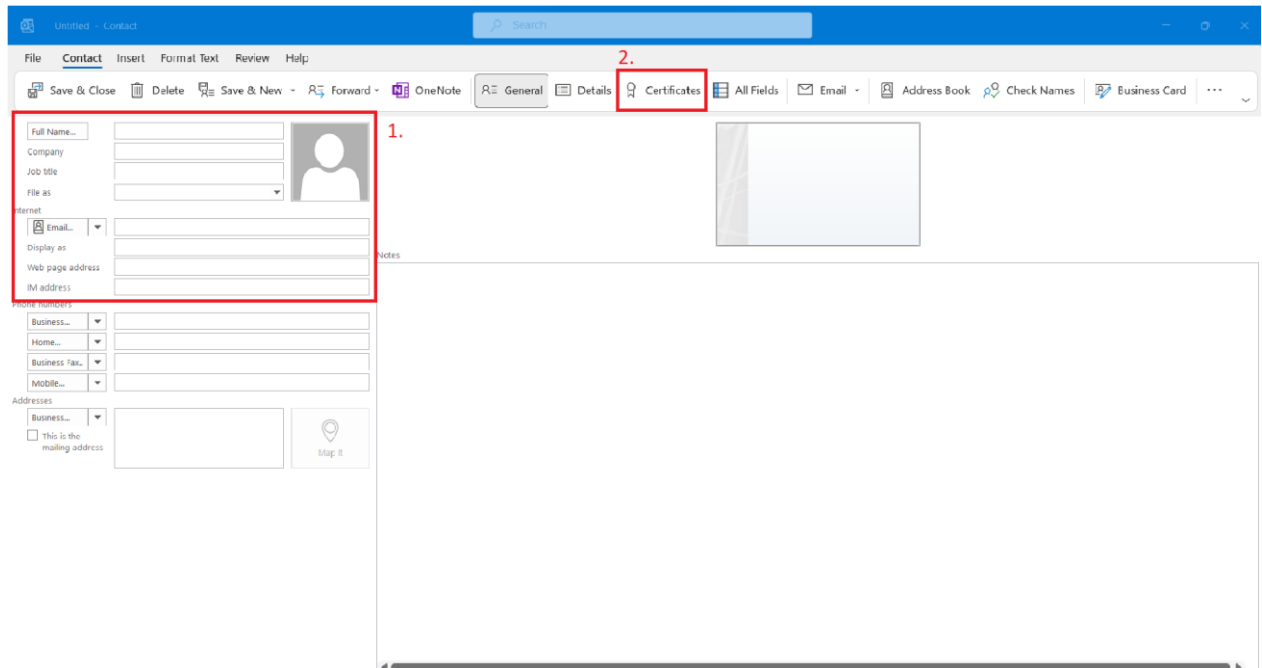 Untitled - Contact
Search
File Contact Insert Format Text Review Help
2.
Save & Close Delete Save & New Forward OneNote General Details Certificates All Fields Email Address Book Check Names Business Card ...
1.
Full Name...
Company
Job title
File as
Internet
Email...
Display as
Web page address
IM address
Notes
Phone numbers
Business...
Home...
Business Fax..
Mobile...
Addresses
Business...
This is the
mailing address
Map It